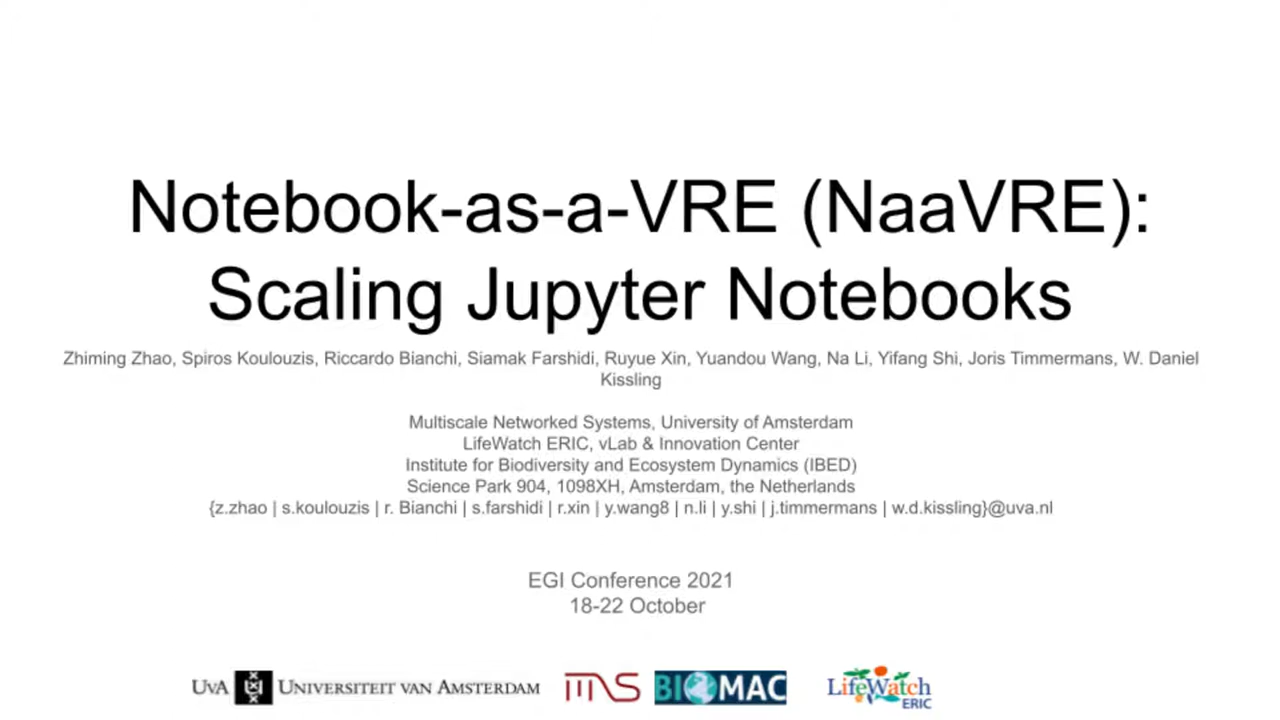 Notebook-as-a-VRE (NaaVRE):
Scaling Jupyter Notebooks
Zhiming Zhao, Spiros Koulouzis, Riccardo Bianchi, Siamak Farshidi, Ruyue Xin, Yuandou Wang, Na Li, Yifang Shi, Joris Timmermans, W. Daniel
Kissling
Multiscale Networked Systems, University of Amsterdam
LifeWatch ERIC, vLab & Innovation Center
Institute for Biodiversity and Ecosystem Dynamics (IBED)
Science Park 904, 1098XH, Amsterdam, the Netherlands
{z.zhao | s.koulouzis | r. Bianchi | s.farshidi | r.xin | y.wang8 | n.li | y.shi | j.timmermans | w.d.kissling}@uva.nl
EGI Conference 2021
18-22 October
UvA UNIVERSITEIT VAN AMSTERDAM MNS BIOMAC LifeWatch
ERIC